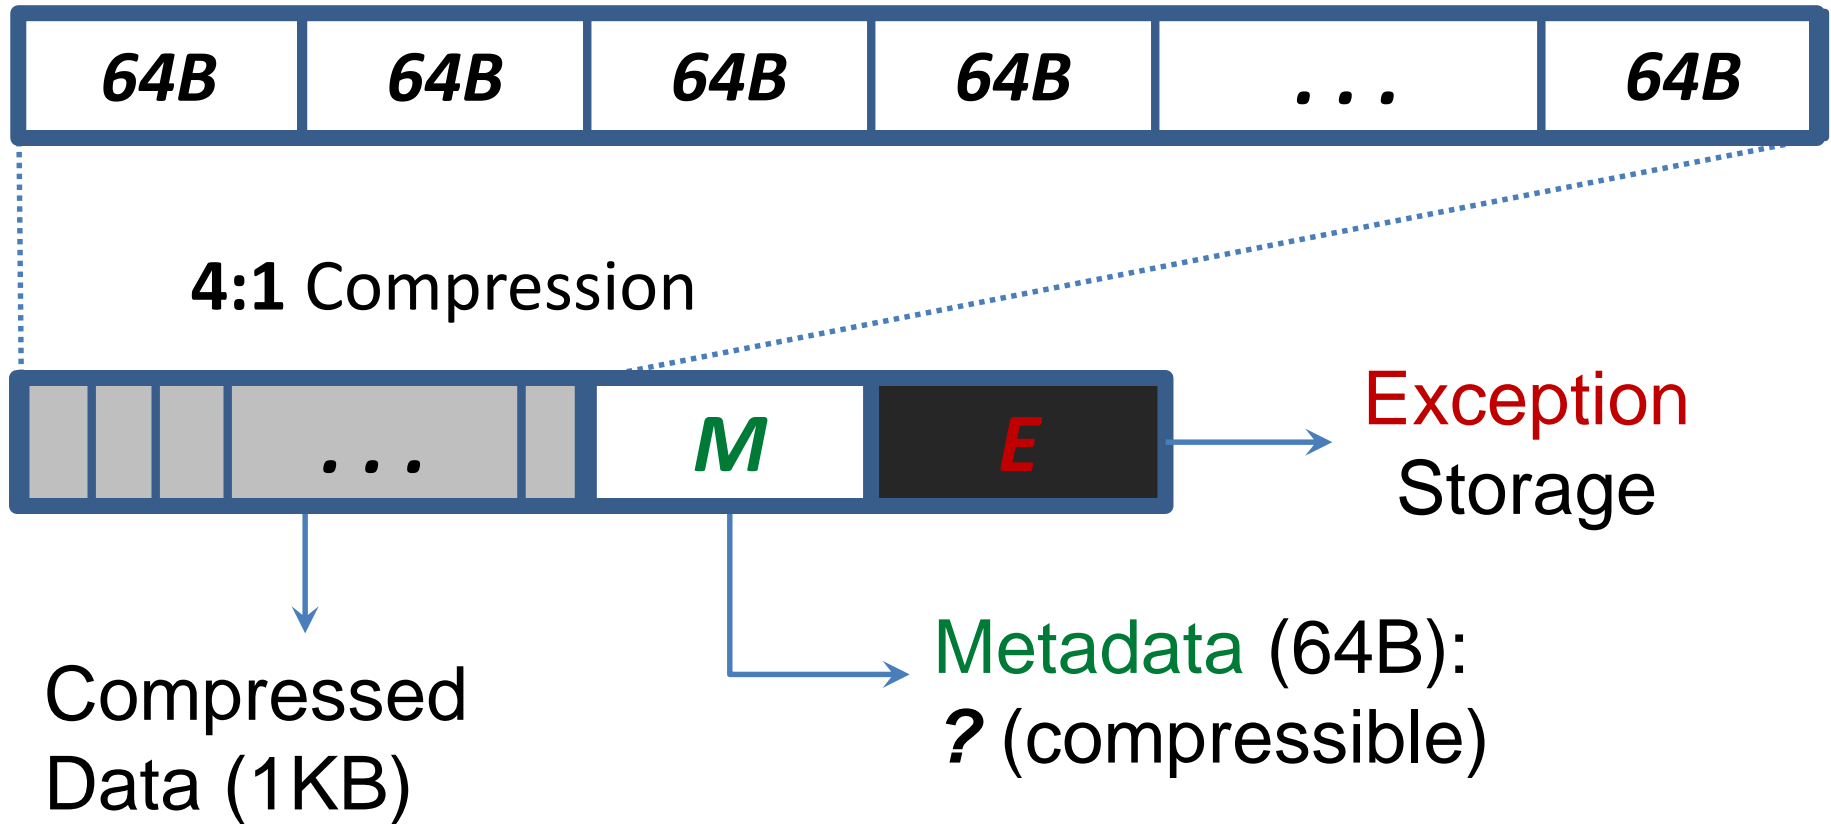 64B 64B 64B 64B . . . 64B
4:1 Compression
. . . M E
Exception
Storage
Metadata (64B):
? (compressible)
Compressed
Data (1KB)